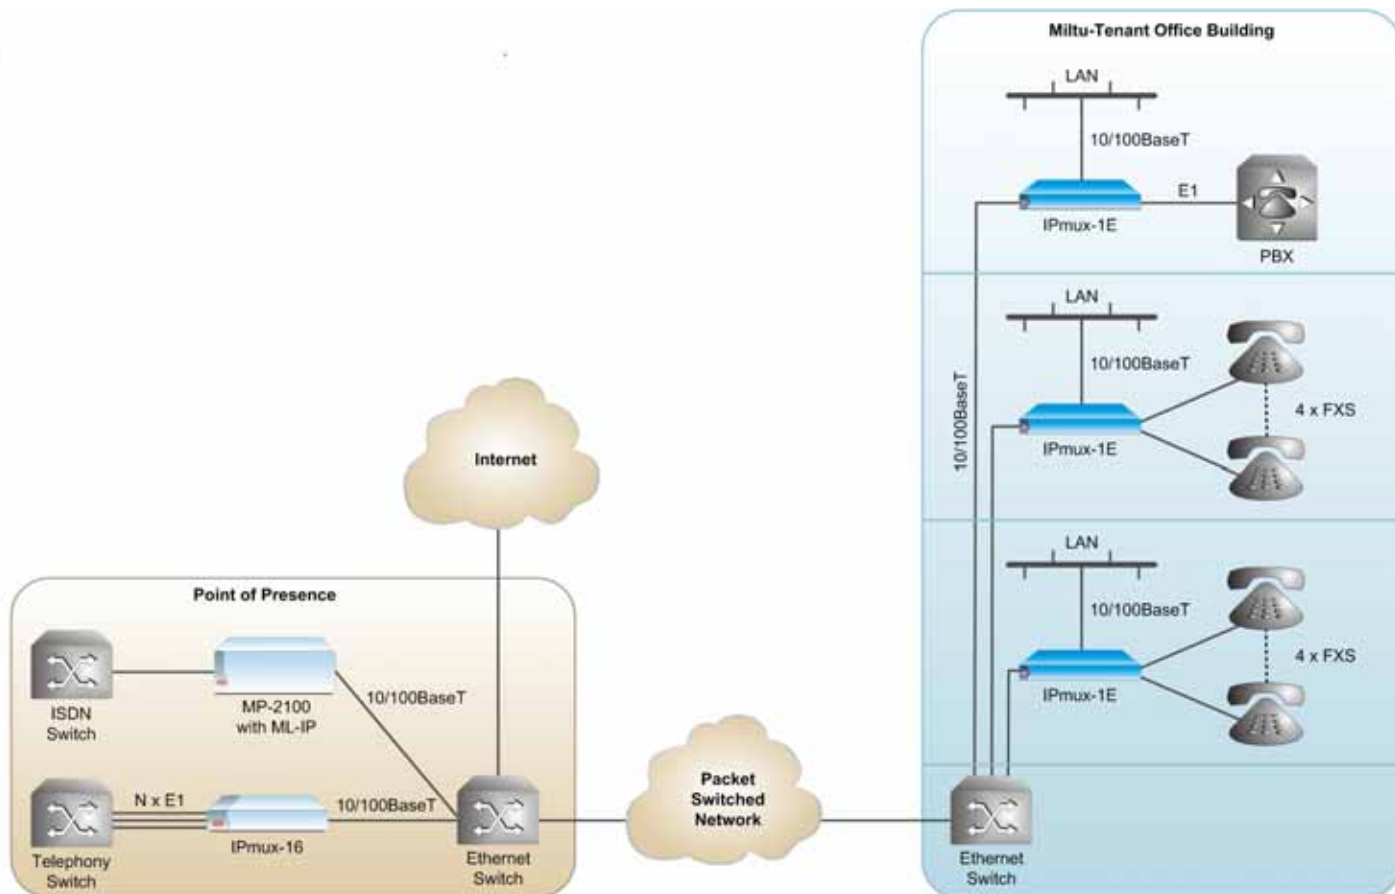 Miltu-Tenant Office Building
LAN
10/100BaseT
E1
IPmux-1E
PBX
LAN
10/100BaseT
4 x FXS
IPmux-1E
10/100BaseT
LAN
10/100BaseT
4 x FXS
IPmux-1E
Ethernet
Switch
Internet
Point of Presence
ISDN
Switch
MP-2100
with ML-IP
10/100BaseT
N x E1
10/100BaseT
Telephony
Switch
IPmux-16
Ethernet
Switch
Packet
Switched
Network